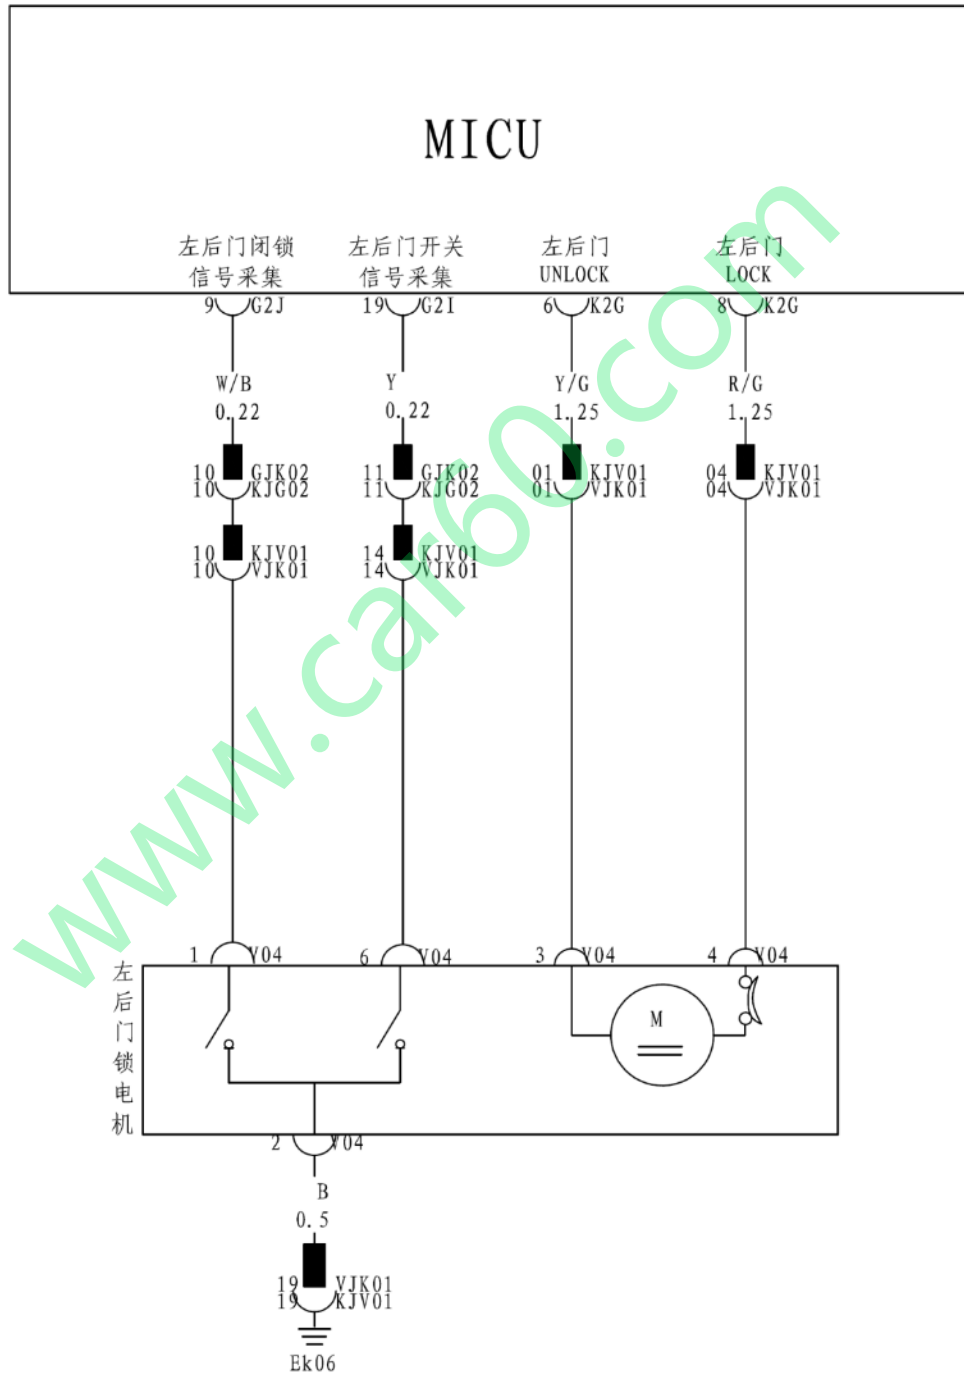 MICU
左后门闭锁 左后门开关 左后门 左后门
信号采集 信号采集 UNLOCK LOCK
9 G2J 19 G2I 6 K2G 8 K2G
W/B Y Y/G R/G
0.22 0.22 1.25 1.25
10 GJK02 11 GJK02 01 KJV01 04 KJV01
10 KJG02 11 KJG02 01 VJK01 04 VJK01
10 KJV01 14 KJV01
10 VJK01 14 VJK01
www.car60.com
1 V04 6 V04 3 V04 4 V04
左后门锁电机
M
2 V04
B
0.5
19 VJK01
19 KJV01
Ek06